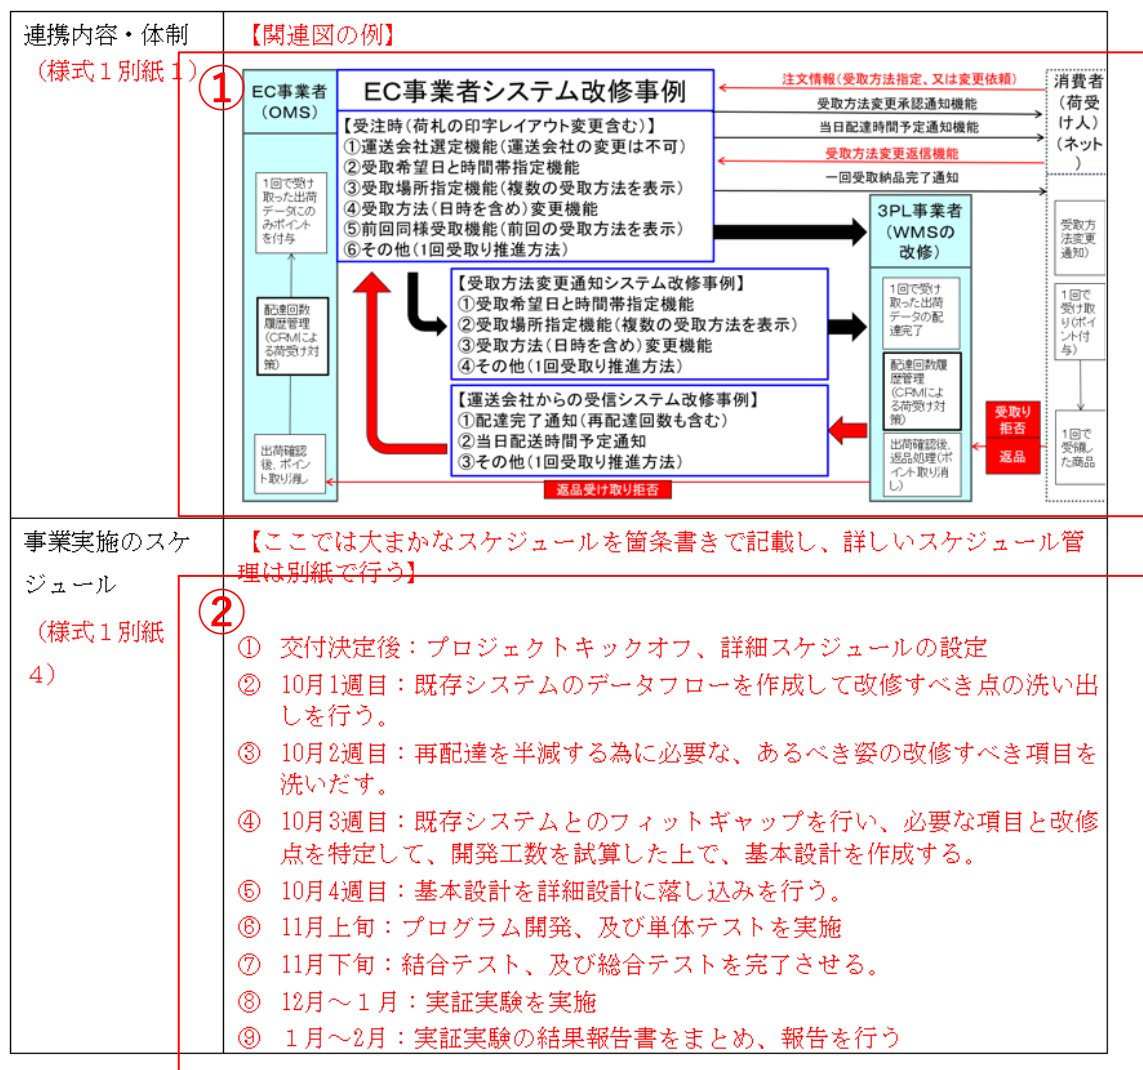 連携内容・体制
（様式１別紙１）
①
【関連図の例】
EC事業者
（OMS）
1回で受け
取った出荷
データにの
みポイント
を付与
配達回数
履歴管理
（CRMによ
る荷受け対
策）
出荷確認
後、ポイン
ト取り消し
EC事業者システム改修事例
【受注時（荷札の印字レイアウト変更含む）】
①運送会社選定機能（運送会社の変更は不可）
②受取希望日と時間帯指定機能
③受取場所指定機能（複数の受取方法を表示）
④受取方法（日時を含め）変更機能
⑤前回同様受取機能（前回の受取方法を表示）
⑥その他（1回受取り推進方法）
【受取方法変更通知システム改修事例】
①受取希望日と時間帯指定機能
②受取場所指定機能（複数の受取方法を表示）
③受取方法（日時を含め）変更機能
④その他（1回受取り推進方法）
【運送会社からの受信システム改修事例】
①配達完了通知（再配達回数も含む）
②当日配送時間予定通知
③その他（1回受取り推進方法）
返品受け取り拒否
注文情報（受取方法指定、又は変更依頼）
受取方法変更承認通知機能
当日配達時間予定通知機能
受取方法変更返信機能
一回受取納品完了通知
3PL事業者
（WMSの
改修）
1回で受け
取った出荷
データの配
達完了
配達回数履
歴管理
（CRMによ
る荷受け対
策）
出荷確認後、
返品処理（ポ
イント取り消
し）
受取り
拒否
返品
消費者
（荷受
け人）
（ネット
）
受取方
法変更
通知）
1回で
受け取
り（ポイ
ント付
与）
1回で
受領し
た商品
事業実施のスケ
ジュール
（様式１別紙
４）
②
【ここでは大まかなスケジュールを箇条書きで記載し、詳しいスケジュール管
理は別紙で行う】
① 交付決定後：プロジェクトキックオフ、詳細スケジュールの設定
② 10月1週目：既存システムのデータフローを作成して改修すべき点の洗い出
しを行う。
③ 10月2週目：再配達を半減する為に必要な、あるべき姿の改修すべき項目を
洗いだす。
④ 10月3週目：既存システムとのフィットギャップを行い、必要な項目と改修
点を特定して、開発工数を試算した上で、基本設計を作成する。
⑤ 10月4週目：基本設計を詳細設計に落し込みを行う。
⑥ 11月上旬：プログラム開発、及び単体テストを実施
⑦ 11月下旬：結合テスト、及び総合テストを完了させる。
⑧ 12月～１月：実証実験を実施
⑨ １月～2月：実証実験の結果報告書をまとめ、報告を行う